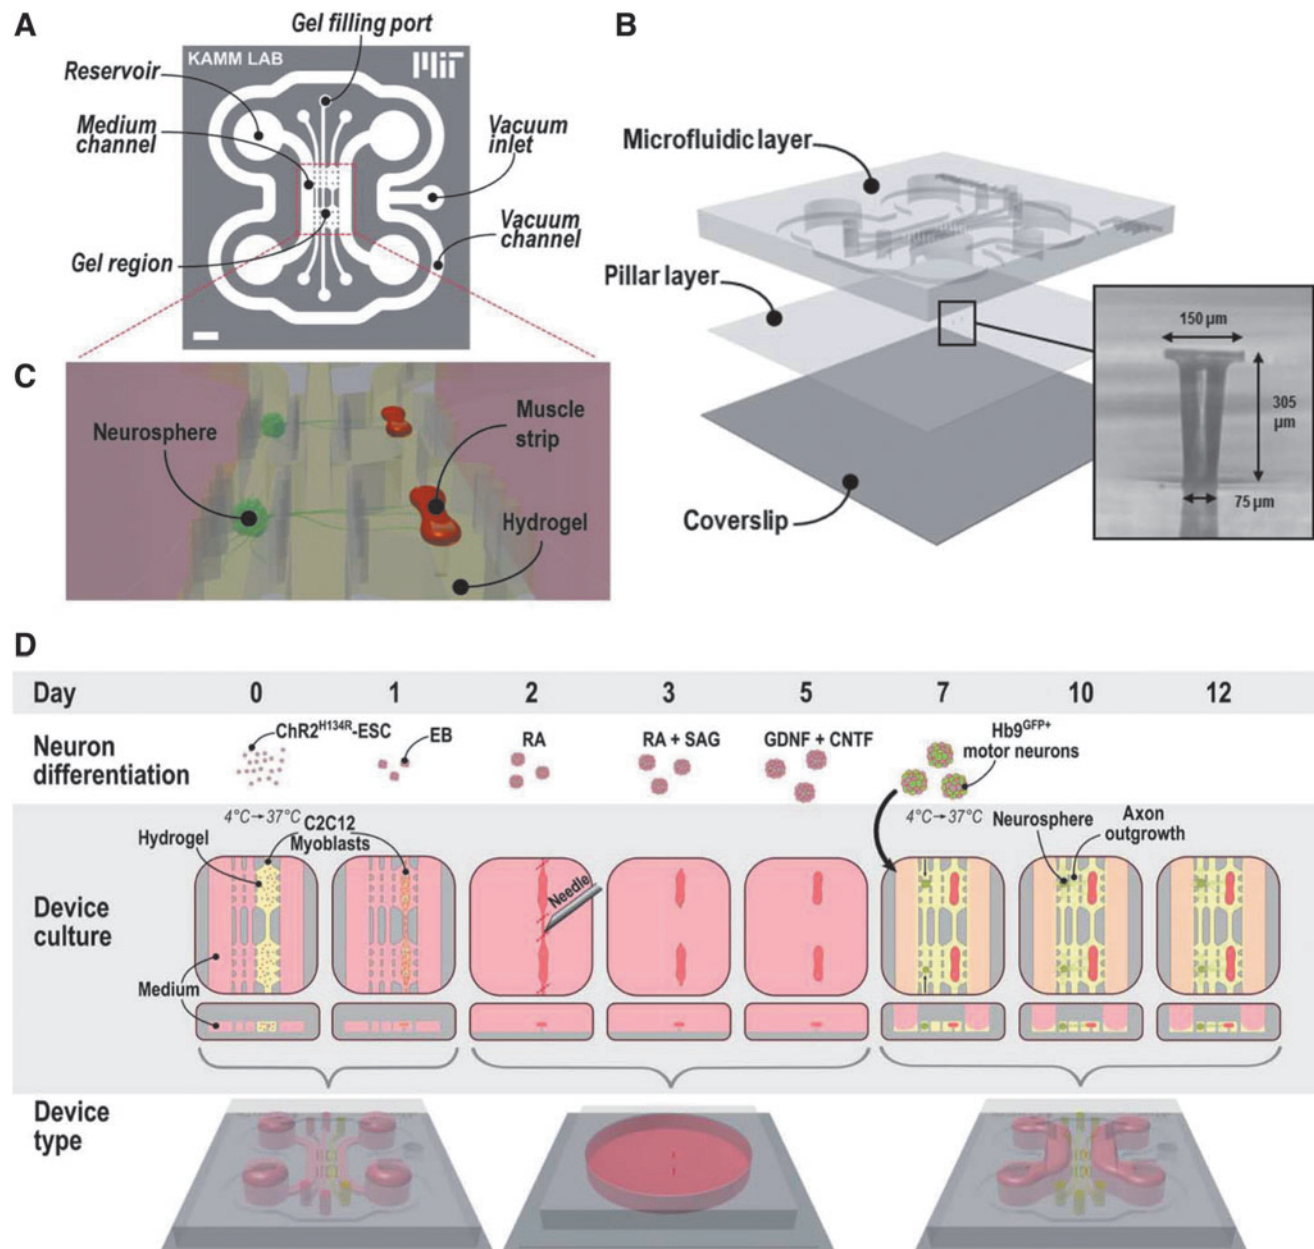 A
Gel filling port
KAMM LAB
MIT
Reservoir
Medium
channel
Vacuum
inlet
Vacuum
channel
Gel region
B
Microfluidic layer
Pillar layer
Coverslip
150 µm
305
µm
75 µm
C
Neurosphere
Muscle
strip
Hydrogel
D
Day 0 1 2 3 5 7 10 12
Neuron
differentiation
ChR2H134R-ESC
EB
RA
RA + SAG
GDNF + CNTF
Hb9GFP+
motor neurons
Device
culture
4°C→37°C
Hydrogel
C2C12
Myoblasts
Medium
Needle
4°C→37°C
Neurosphere
Axon
outgrowth
Device
type